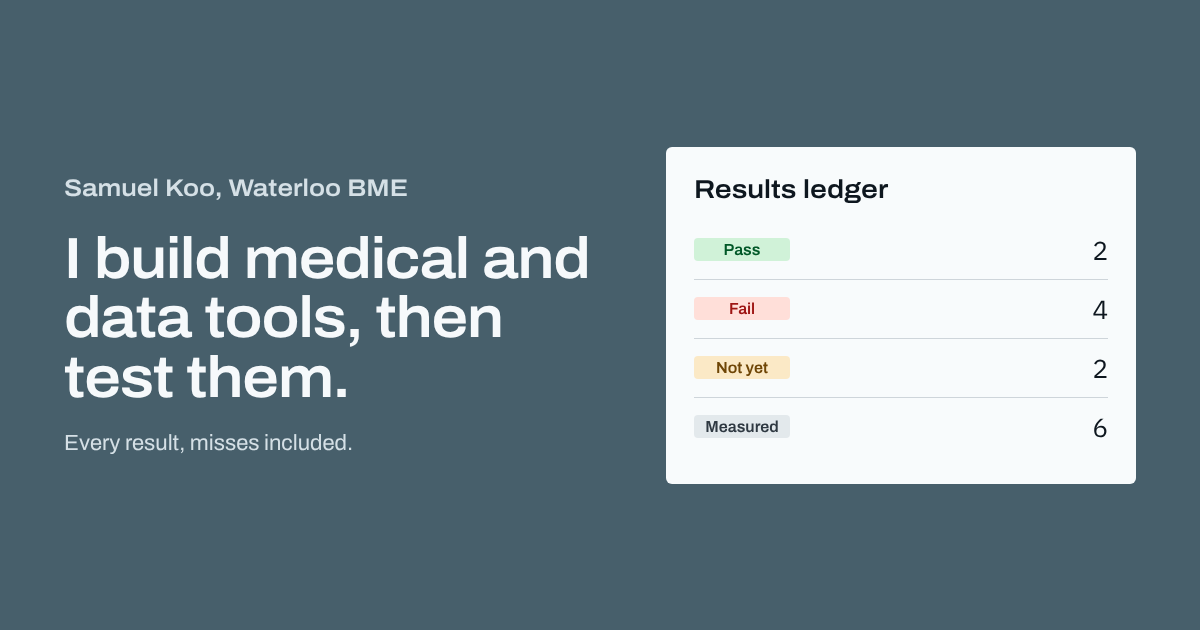 Samuel Koo, Waterloo BME
I build medical and
data tools, then
test them.
Every result, misses included.
Results ledger
Pass 2
Fail 4
Not yet 2
Measured 6